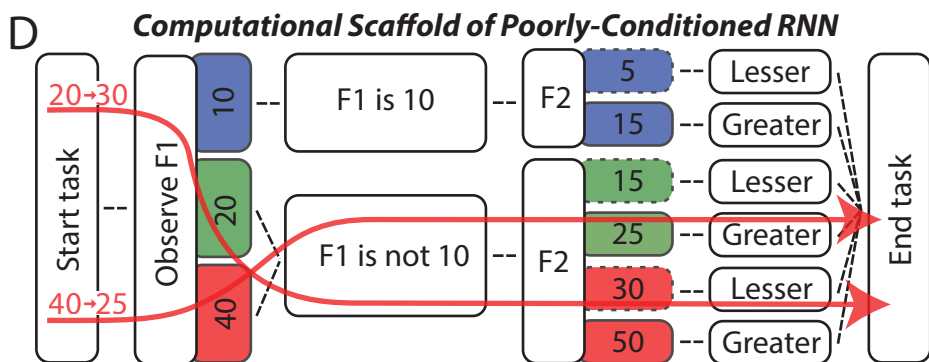 D
Computational Scaffold of Poorly-Conditioned RNN
20→30
40→25
Start task
Observe F1
10
20
40
F1 is 10
F1 is not 10
F2
F2
5
15
15
25
30
50
Lesser
Greater
Lesser
Greater
Lesser
Greater
End task